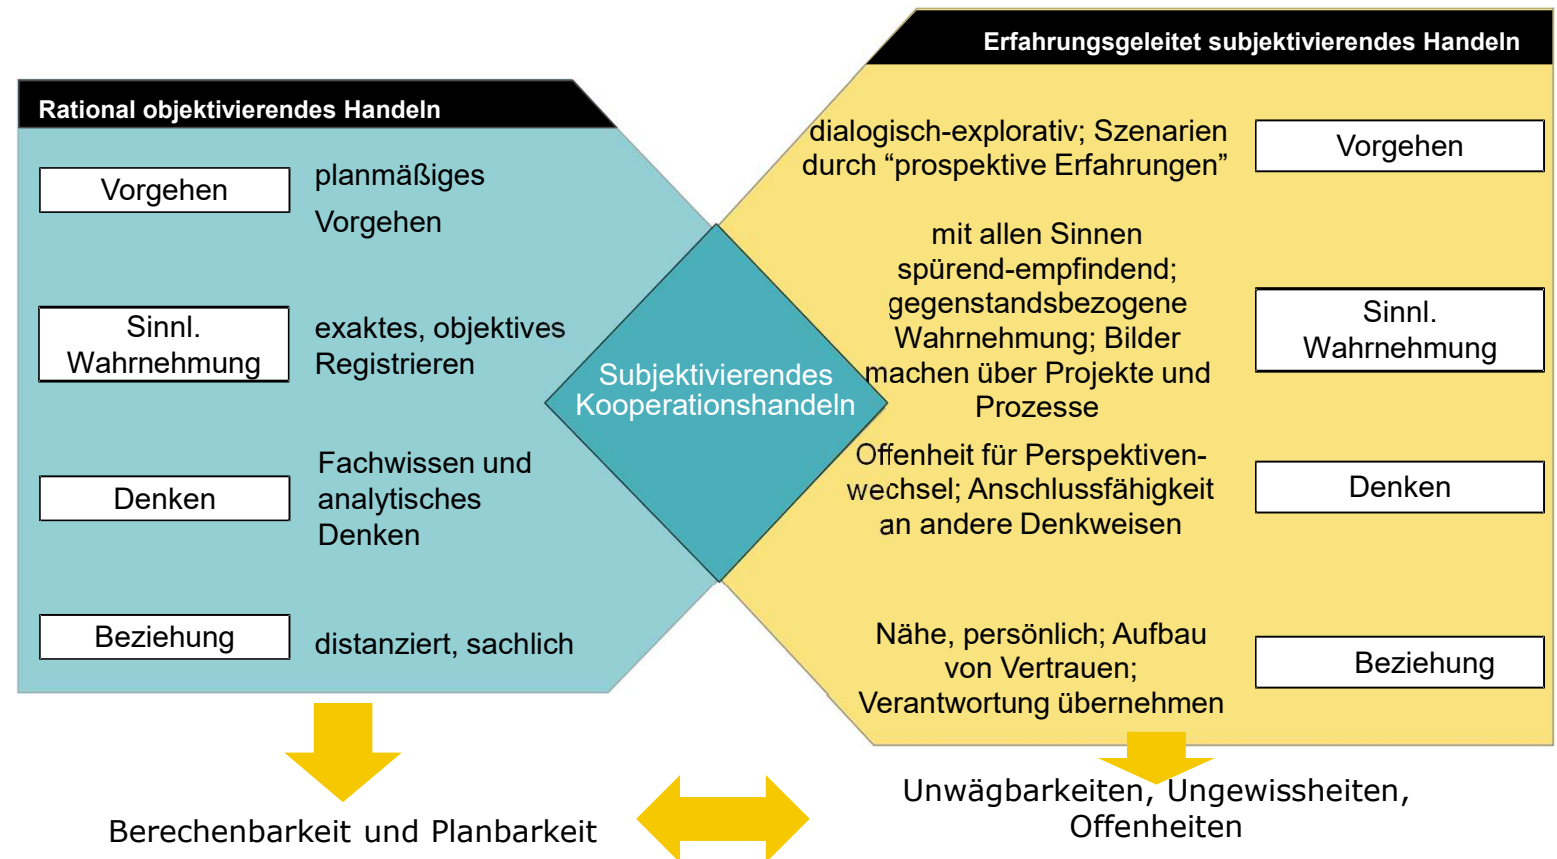 Rational objektivierendes Handeln
Vorgehen
planmäßiges
Vorgehen
Sinnl.
Wahrnehmung
exaktes, objektives
Registrieren
Denken
Fachwissen und
analytisches
Denken
Beziehung
distanziert, sachlich
Berechenbarkeit und Planbarkeit
Subjektivierendes
Kooperationshandeln
Erfahrungsgeleitet subjektivierendes Handeln
dialogisch-explorativ; Szenarien
durch “prospektive Erfahrungen”
Vorgehen
mit allen Sinnen
spürend-empfindend;
gegenstandsbezogene
Wahrnehmung; Bilder
machen über Projekte und
Prozesse
Sinnl.
Wahrnehmung
Offenheit für Perspektiven-
wechsel; Anschlussfähigkeit
an andere Denkweisen
Denken
Nähe, persönlich; Aufbau
von Vertrauen;
Verantwortung übernehmen
Beziehung
Unwägbarkeiten, Ungewissheiten,
Offenheiten